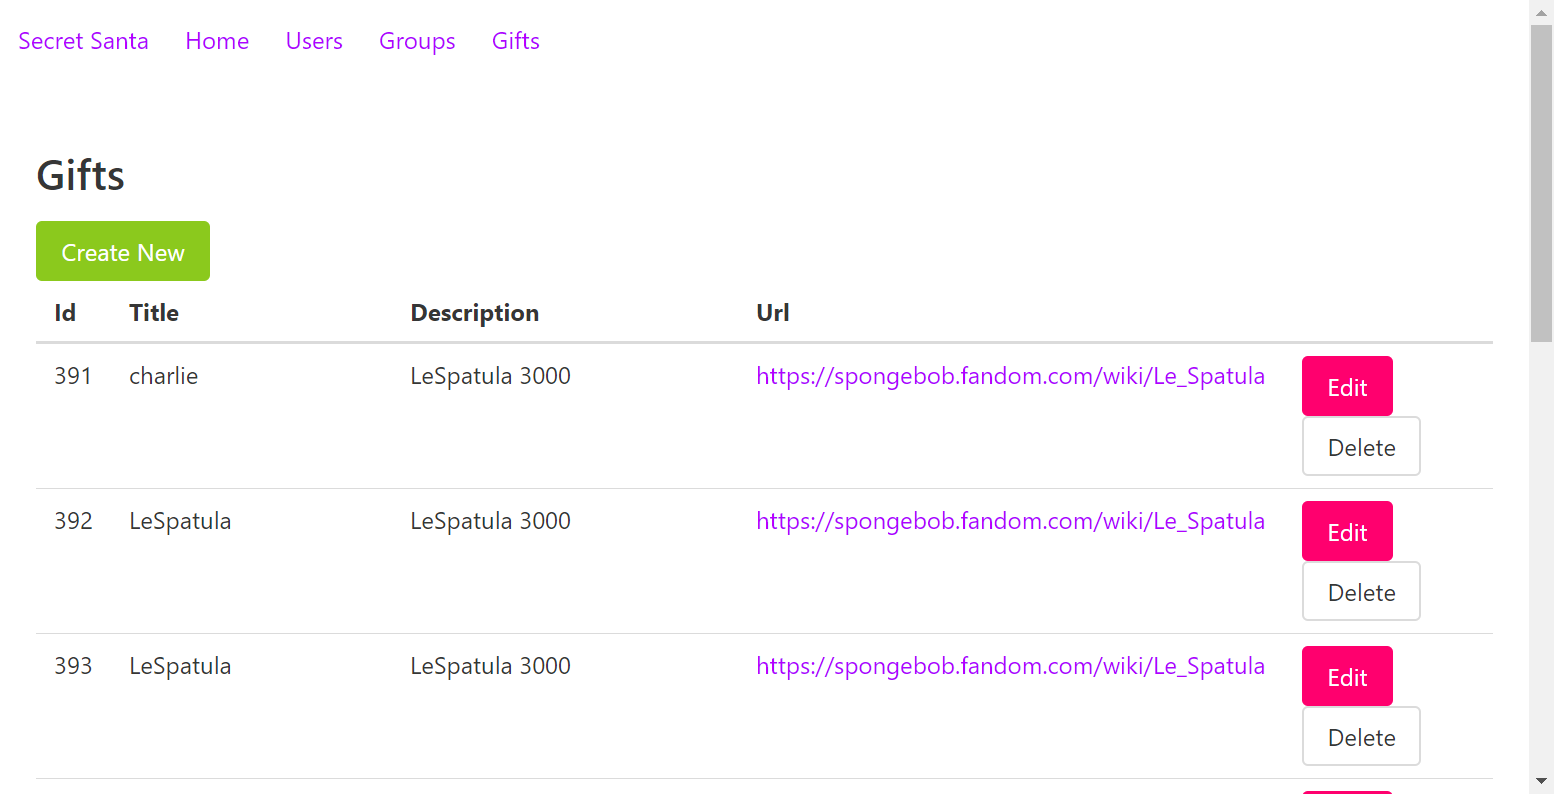 Secret Santa Home Users Groups Gifts
Gifts
Create New
Id Title Description Url
391 charlie LeSpatula 3000 https://spongebob.fandom.com/wiki/Le_Spatula Edit
Delete
392 LeSpatula LeSpatula 3000 https://spongebob.fandom.com/wiki/Le_Spatula Edit
Delete
393 LeSpatula LeSpatula 3000 https://spongebob.fandom.com/wiki/Le_Spatula Edit
Delete